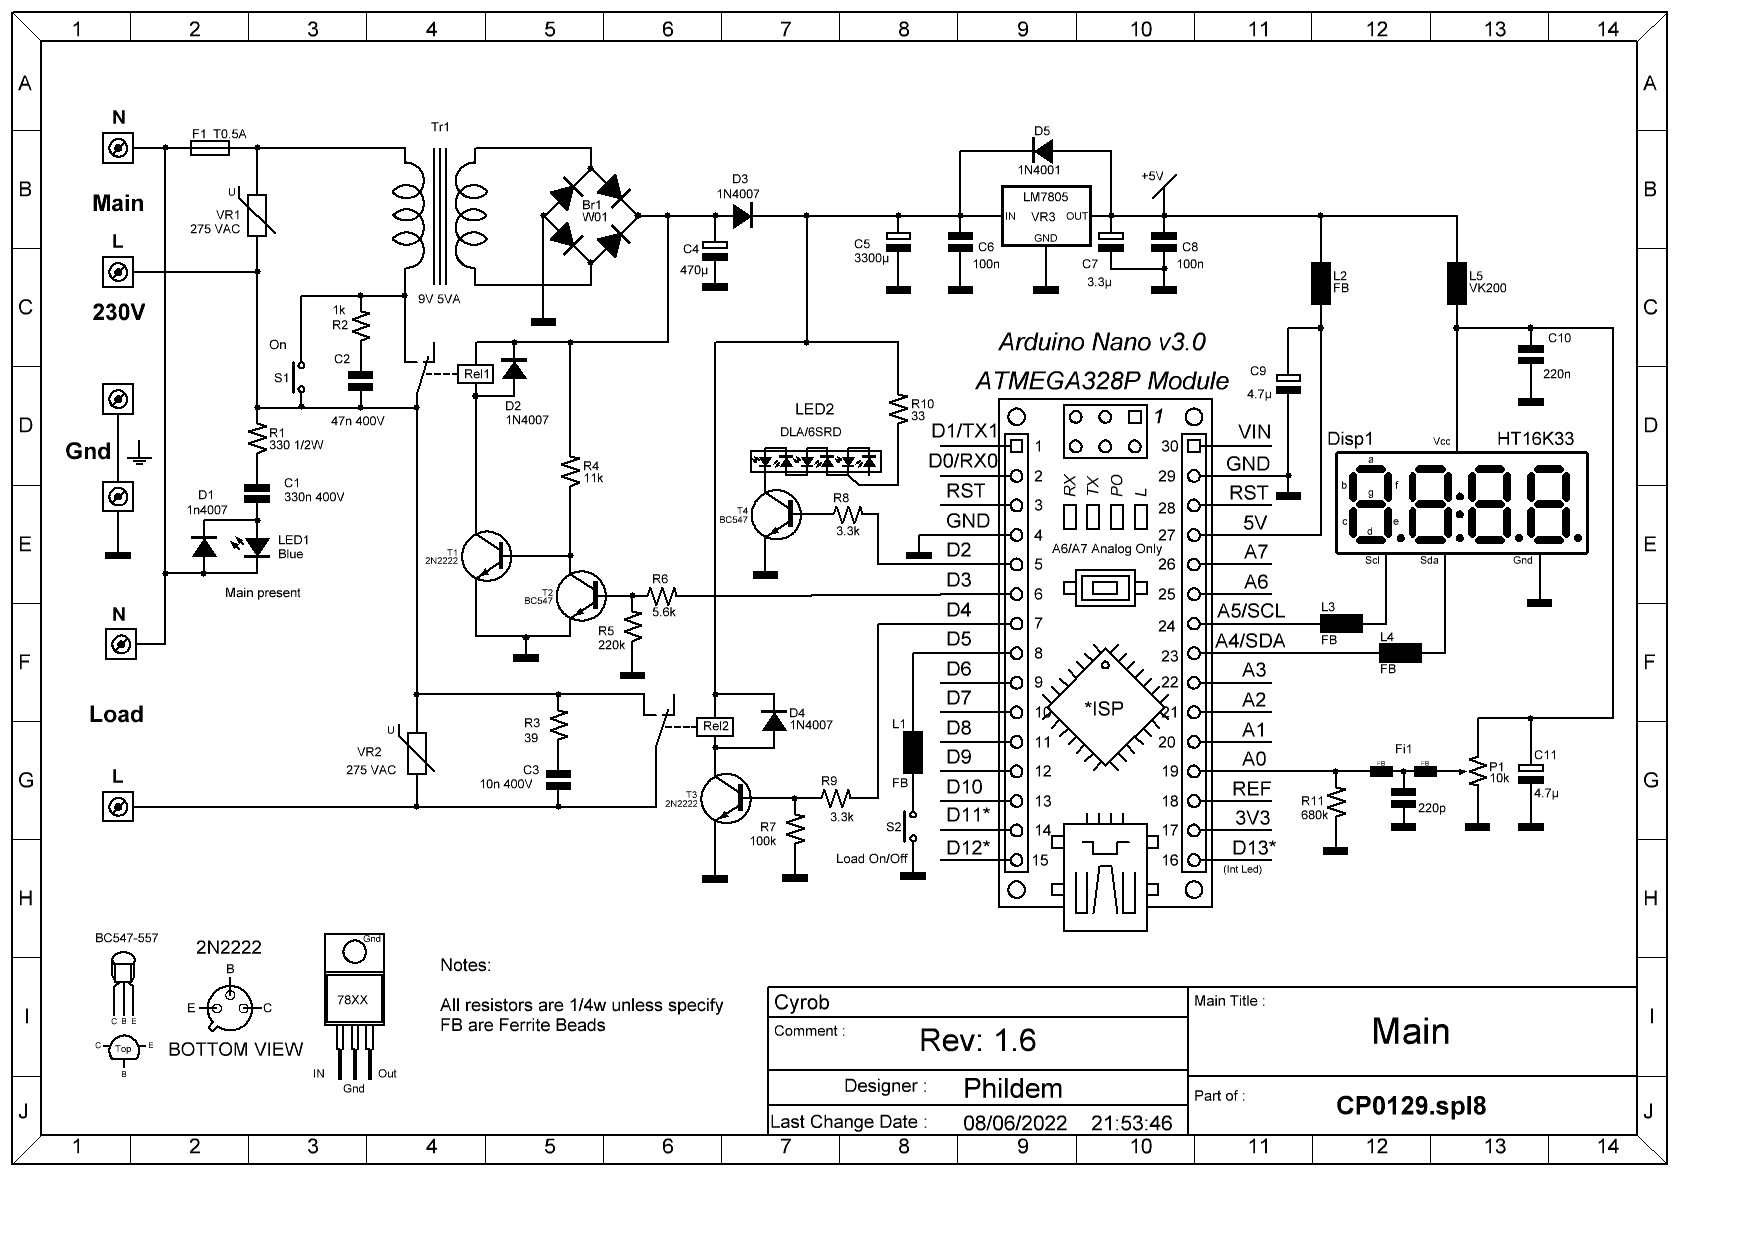 1 2 3 4 5 6 7 8 9 10 11 12 13 14
A A
B B
C C
D D
E E
F F
G G
H H
I I
J J
N
F1 T0.5A
Main
L
230V
U
VR1
275 VAC
Tr1
9V 5VA
Br1
W01
D3
1N4007
C4
470µ
C5
3300µ
D5
1N4001
LM7805
IN VR3 OUT
GND
+5V
C6
100n
C7
3.3µ
C8
100n
L2
FB
L5
VK200
1k
R2
On
S1
C2
47n 400V
Rel1
D2
1N4007
Gnd
R1
330 1/2W
C1
330n 400V
D1
1n4007
LED1
Blue
Main present
R4
11k
T1
2N2222
T2
BC547
R6
5.6k
R5
220k
LED2
DLA/6SRD
R10
33
T4
BC547
R8
3.3k
Arduino Nano v3.0
ATMEGA328P Module
1
D1/TX1 1
D0/RX0 2
RST 3
GND 4
D2 5
D3 6
D4 7
D5 8
D6 9
D7 10
D8 11
D9 12
D10 13
D11* 14
D12* 15
RX
TX
PO
L
A6/A7 Analog Only
*ISP
30 VIN
29 GND
28 RST
27 5V
26 A7
25 A6
24 A5/SCL
23 A4/SDA
22 A3
21 A2
20 A1
19 A0
18 REF
17 3V3
16 D13*
(Int Led)
C9
4.7µ
C10
220n
Disp1 Vcc HT16K33
a
b f
g
c e
d
Scl Sda Gnd
L3
FB
L4
FB
N
Load
L
U
VR2
275 VAC
R3
39
C3
10n 400V
Rel2
D4
1N4007
T3
2N2222
R9
3.3k
R7
100k
L1
FB
S2
Load On/Off
Fi1
FB FB
220p
R11
680k
P1
10k
C11
4.7µ
BC547-557
C B E
C Top E
B
2N2222
B
E C
BOTTOM VIEW
Gnd
78XX
IN Out
Gnd
Notes:
All resistors are 1/4w unless specify
FB are Ferrite Beads
Cyrob
Comment :
Rev: 1.6
Designer : Phildem
Last Change Date : 08/06/2022 21:53:46
Main Title :
Main
Part of :
CP0129.spl8
1 2 3 4 5 6 7 8 9 10 11 12 13 14